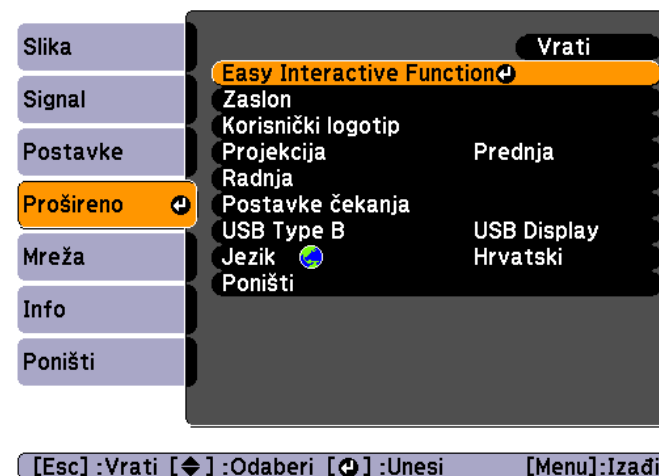 Slika
Signal
Postavke
Prošireno
Mreža
Info
Poništi
Vrati
Easy Interactive Function
Zaslon
Korisnički logotip
Projekcija Prednja
Radnja
Postavke čekanja
USB Type B USB Display
Jezik Hrvatski
Poništi
[Esc] :Vrati [◆] :Odaberi [⏎] :Unesi [Menu]:Izađi